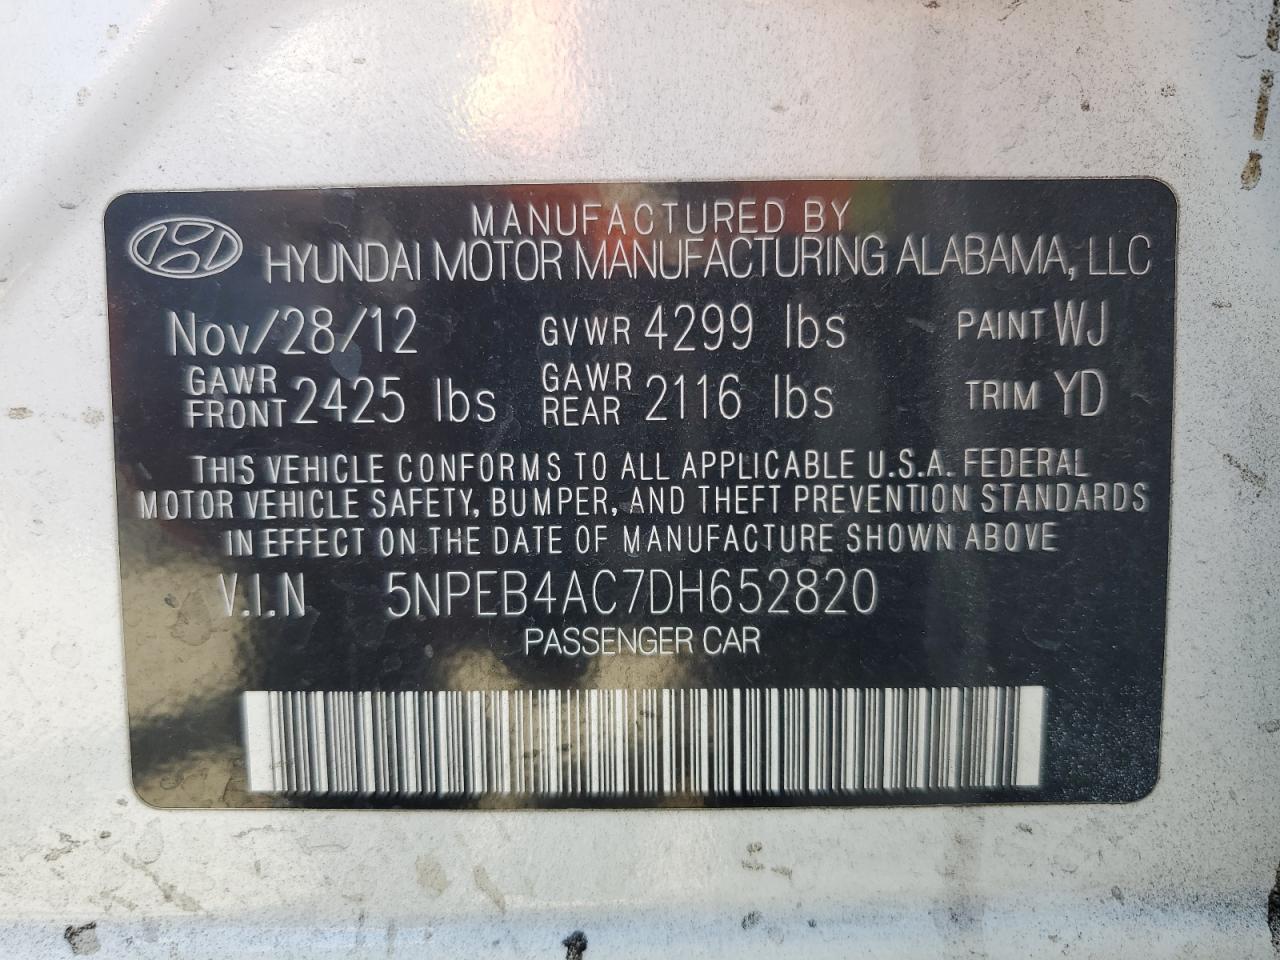 MANUFACTURED BY
HYUNDAI MOTOR MANUFACTURING ALABAMA, LLC
Nov/28/12 GVWR 4299 lbs PAINT WJ
GAWR FRONT 2425 lbs GAWR REAR 2116 lbs TRIM YD
THIS VEHICLE CONFORMS TO ALL APPLICABLE U.S.A. FEDERAL
MOTOR VEHICLE SAFETY, BUMPER, AND THEFT PREVENTION STANDARDS
IN EFFECT ON THE DATE OF MANUFACTURE SHOWN ABOVE
V.I.N 5NPEB4AC7DH652820
PASSENGER CAR